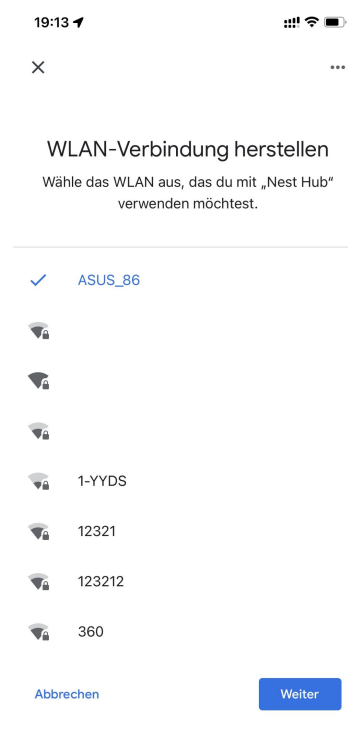 19:13
WLAN-Verbindung herstellen
Wähle das WLAN aus, das du mit „Nest Hub“
verwenden möchtest.
ASUS_86
1-YYDS
12321
123212
360
Abbrechen
Weiter